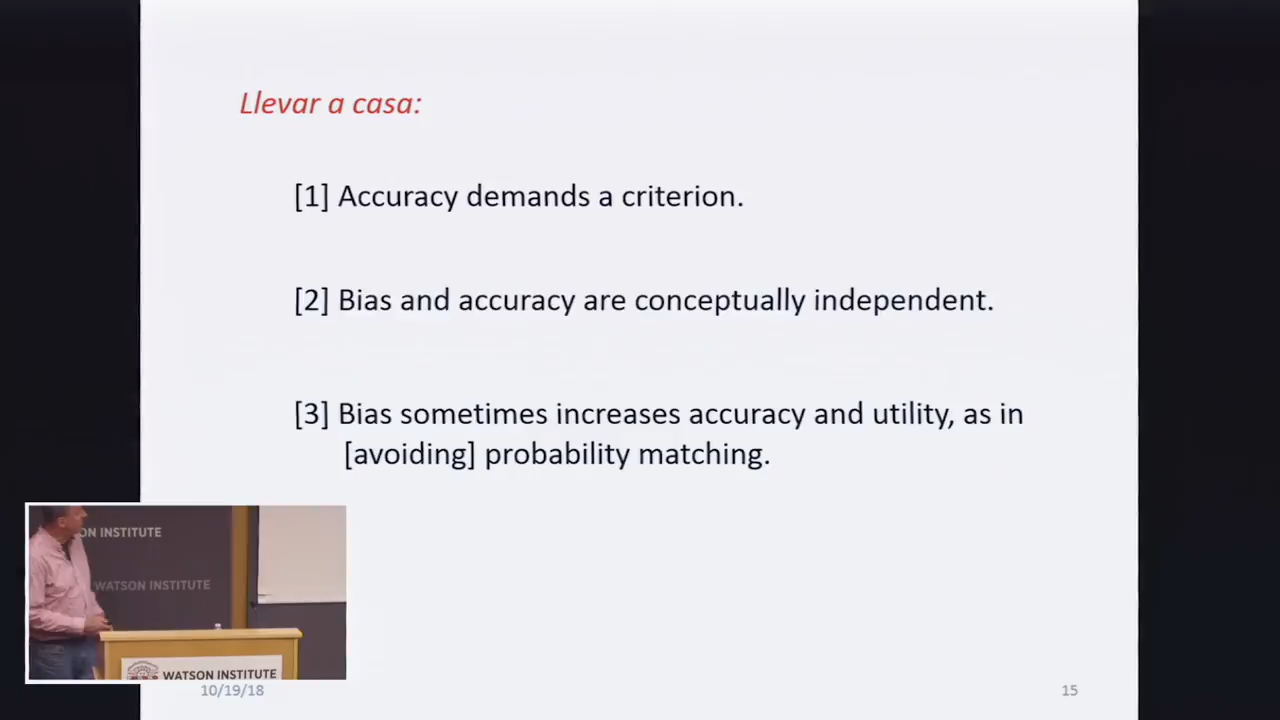 Llevar a casa:
[1] Accuracy demands a criterion.
[2] Bias and accuracy are conceptually independent.
[3] Bias sometimes increases accuracy and utility, as in
[avoiding] probability matching.
ON INSTITUTE
WATSON INSTITUTE
WATSON INSTITUTE
10/19/18
15